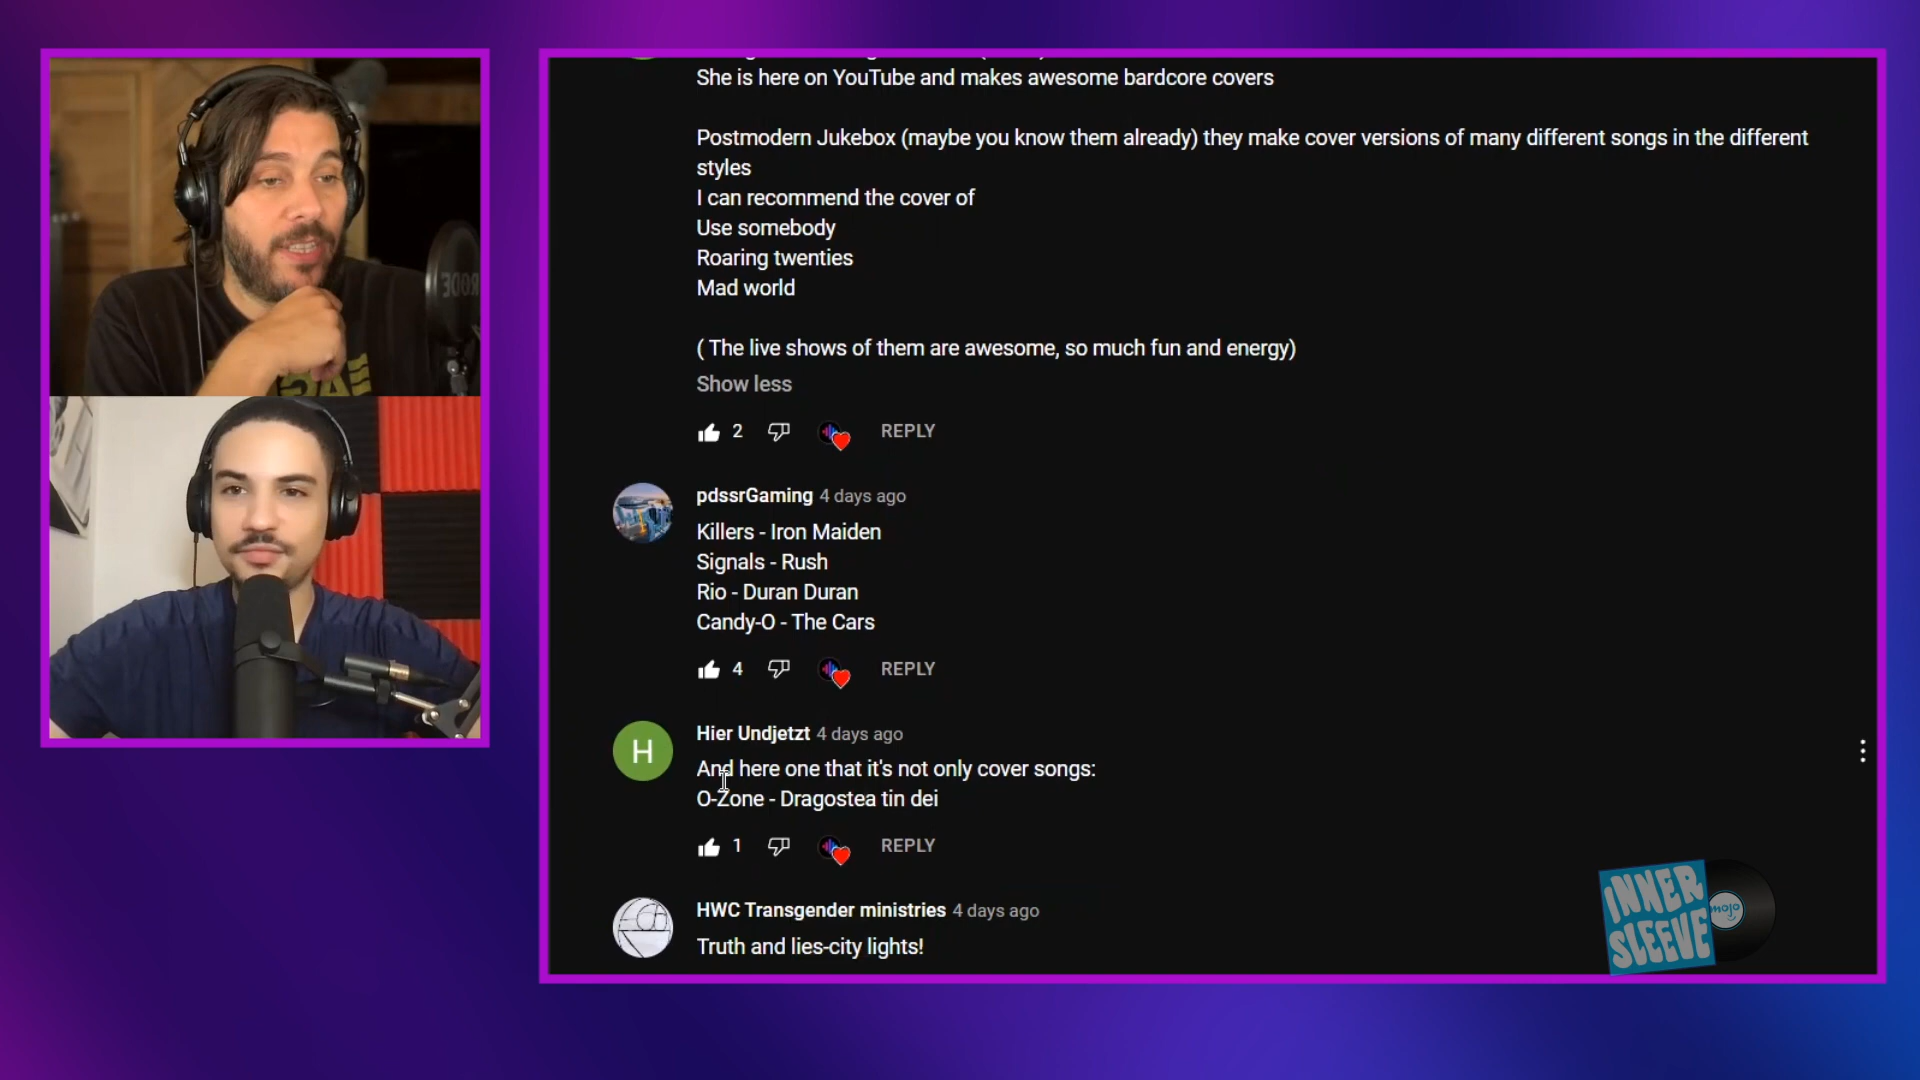 She is here on YouTube and makes awesome bardcore covers
Postmodern Jukebox (maybe you know them already) they make cover versions of many different songs in the different
styles
I can recommend the cover of
Use somebody
Roaring twenties
Mad world
( The live shows of them are awesome, so much fun and energy)
Show less
2
REPLY
pdssrGaming 4 days ago
Killers - Iron Maiden
Signals - Rush
Rio - Duran Duran
Candy-O - The Cars
4
REPLY
H
Hier Undjetzt 4 days ago
And here one that it's not only cover songs:
O-Zone - Dragostea tin dei
1
REPLY
HWC Transgender ministries 4 days ago
Truth and lies-city lights!
RODE
INNER
SLEEVE
mojo